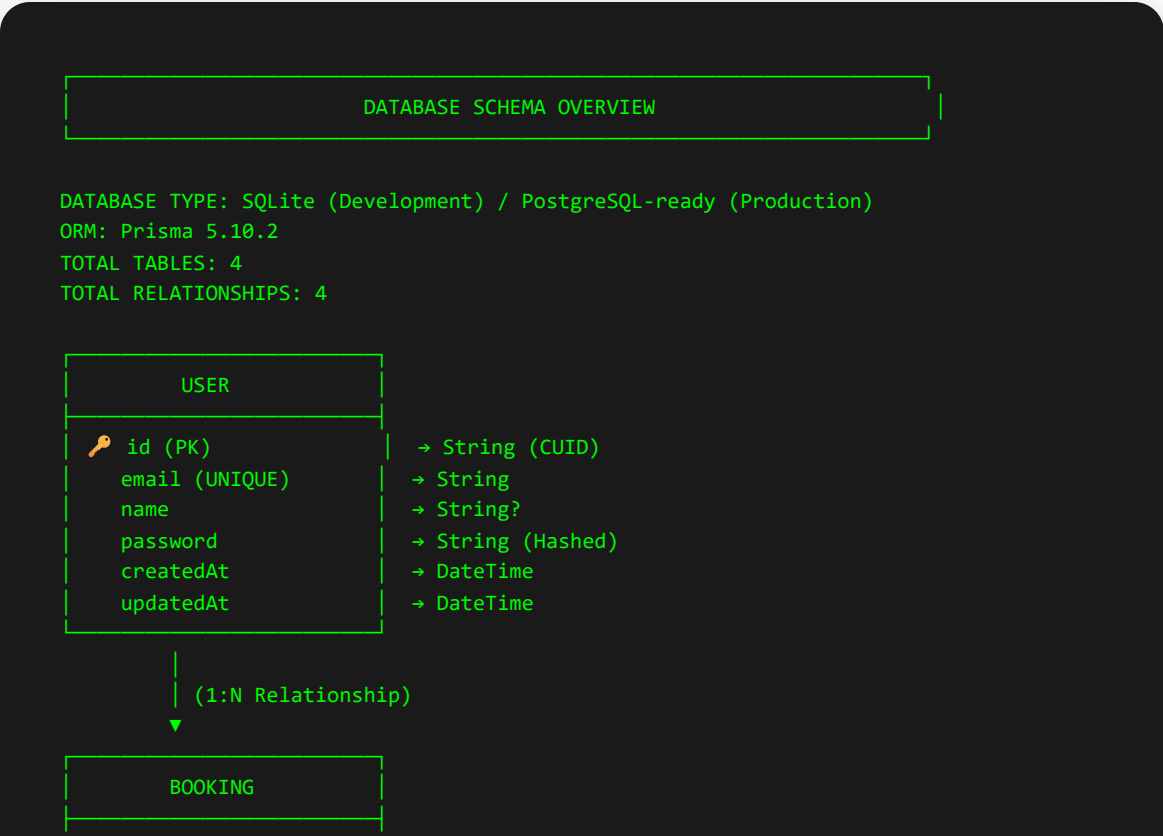 DATABASE SCHEMA OVERVIEW
DATABASE TYPE: SQLite (Development) / PostgreSQL-ready (Production)
ORM: Prisma 5.10.2
TOTAL TABLES: 4
TOTAL RELATIONSHIPS: 4
USER
🔑 id (PK) → String (CUID)
email (UNIQUE) → String
name → String?
password → String (Hashed)
createdAt → DateTime
updatedAt → DateTime
(1:N Relationship)
▼
BOOKING